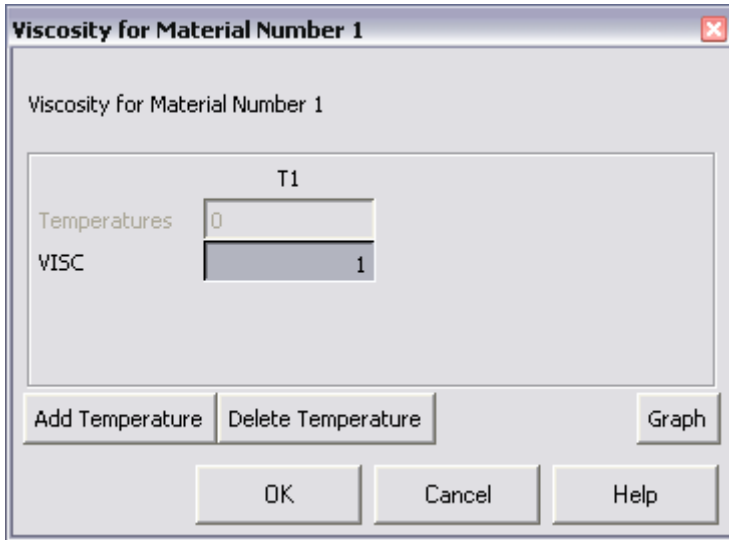 Viscosity for Material Number 1
Viscosity for Material Number 1
T1
Temperatures 0
VISC 1
Add Temperature Delete Temperature Graph
OK Cancel Help